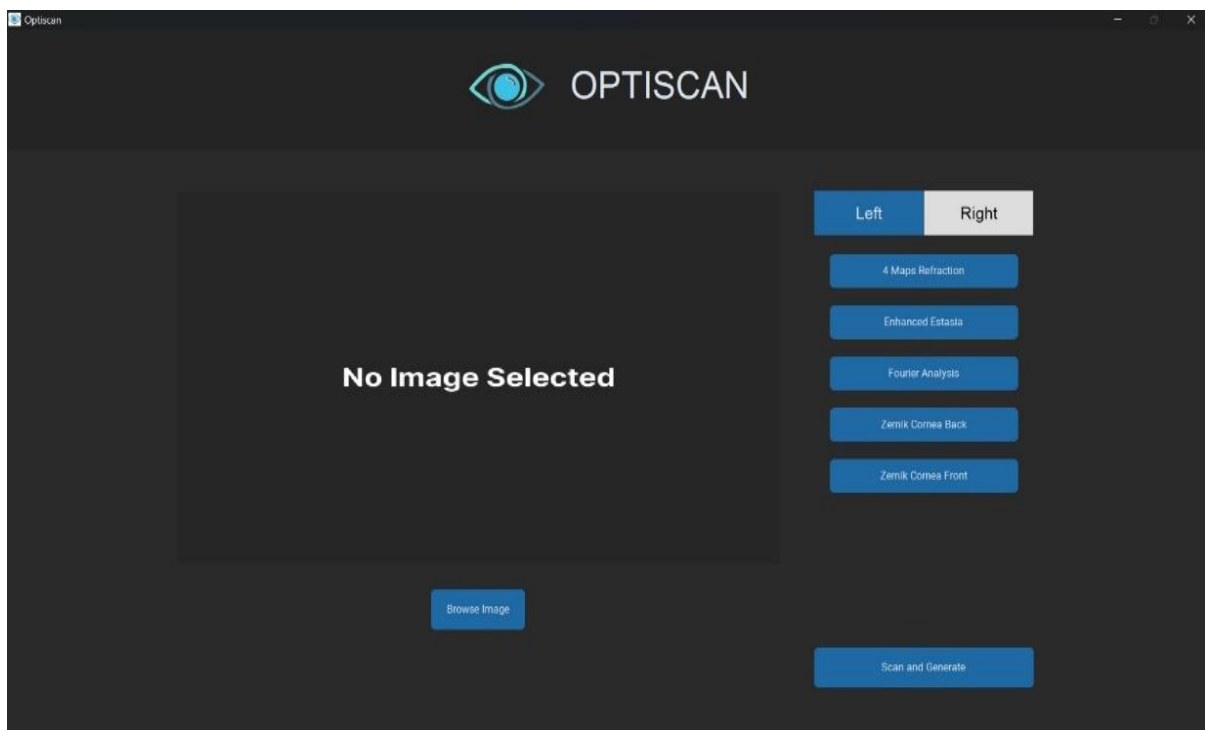 Optiscan
OPTISCAN
Left Right
4 Maps Refraction
Enhanced Estasia
Fourier Analysis
Zernik Cornea Back
Zernik Cornea Front
No Image Selected
Browse Image
Scan and Generate